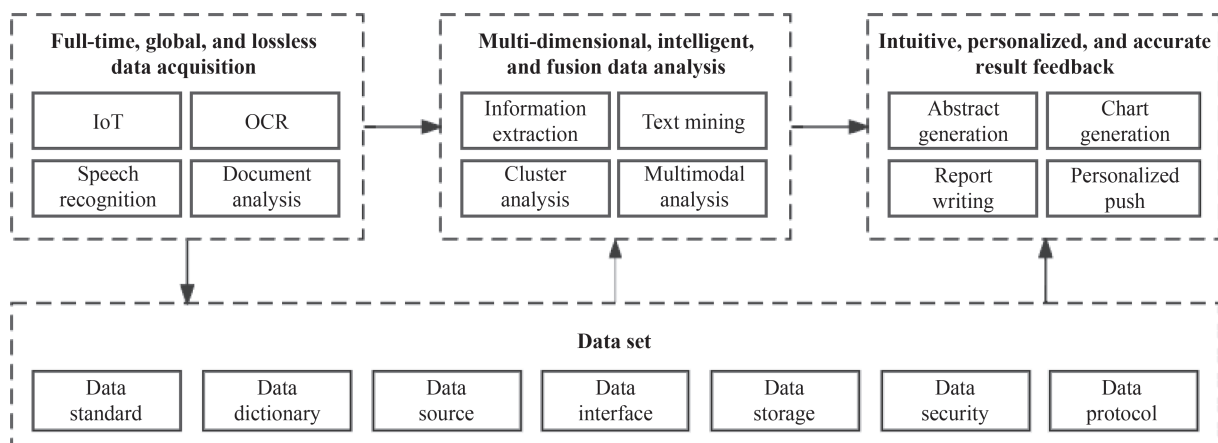 Full-time, global, and lossless
data acquisition
IoT
OCR
Speech
recognition
Document
analysis
Multi-dimensional, intelligent,
and fusion data analysis
Information
extraction
Text mining
Cluster
analysis
Multimodal
analysis
Intuitive, personalized, and accurate
result feedback
Abstract
generation
Chart
generation
Report
writing
Personalized
push
Data set
Data
standard
Data
dictionary
Data
source
Data
interface
Data
storage
Data
security
Data
protocol